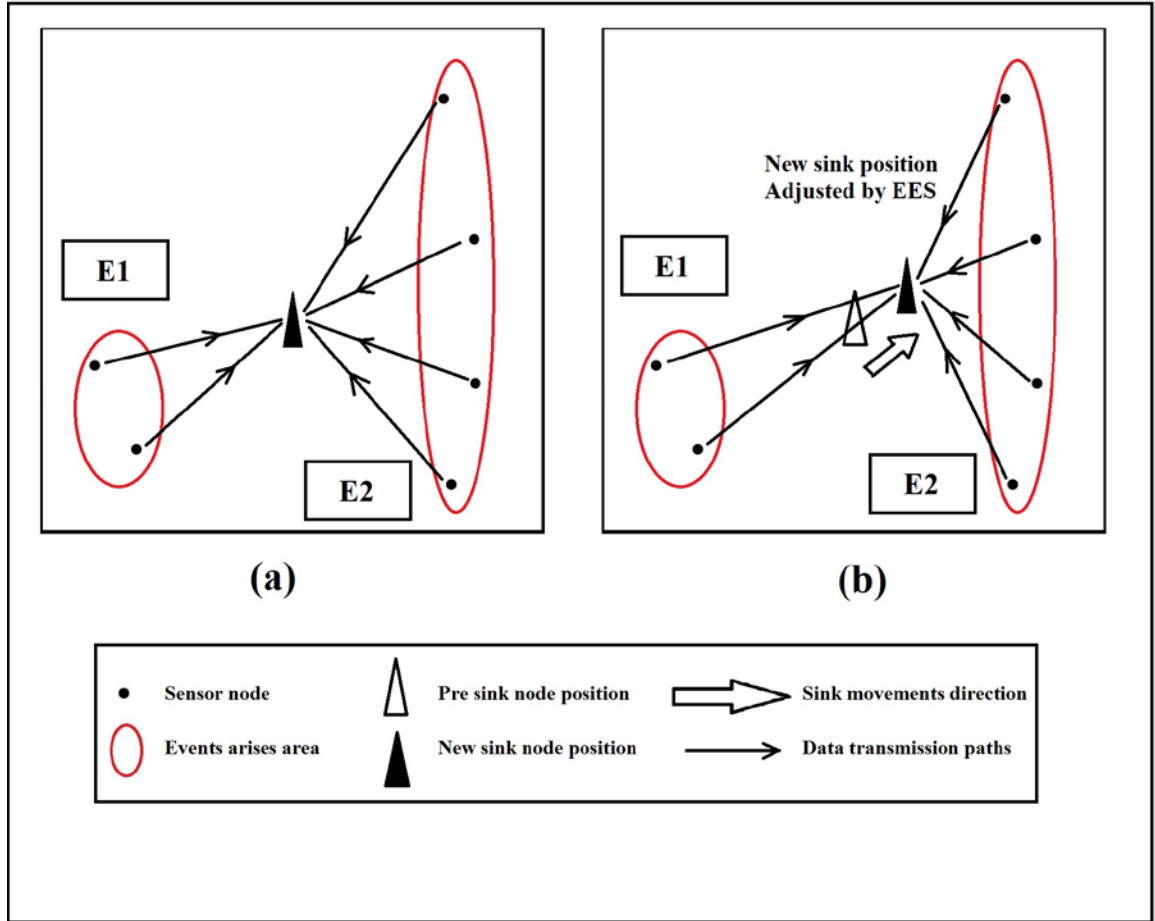 E1
E2
(a)
New sink position
Adjusted by EES
E1
E2
(b)
Sensor node
Pre sink node position
Sink movements direction
Events arises area
New sink node position
Data transmission paths